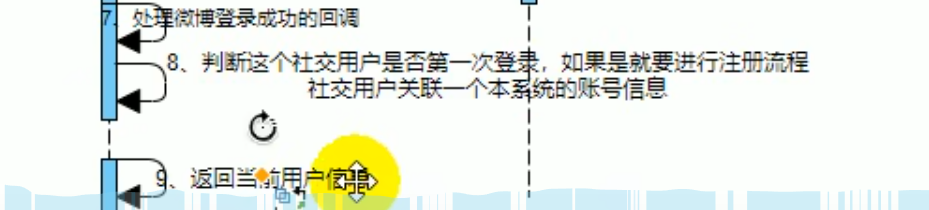 7、处理微博登录成功的回调
8、判断这个社交用户是否第一次登录，如果是就要进行注册流程
社交用户关联一个本系统的账号信息
9、返回当前用户信